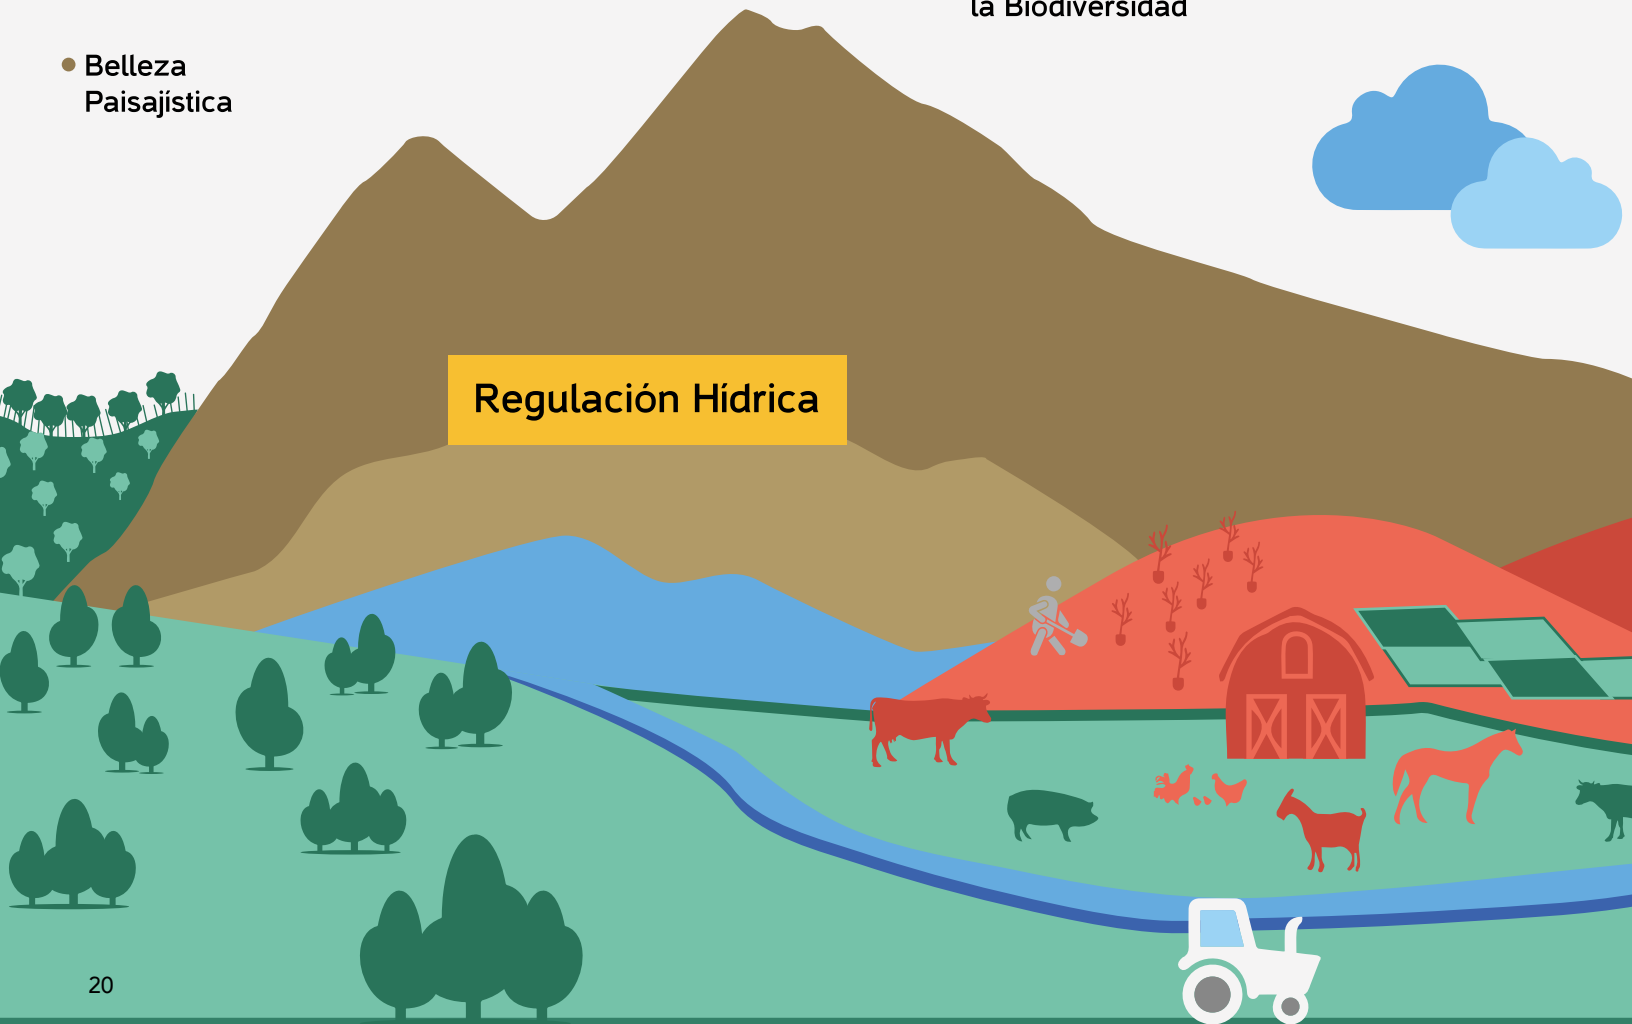 la Biodiversidad
Belleza
Paisajística
Regulación Hídrica
20